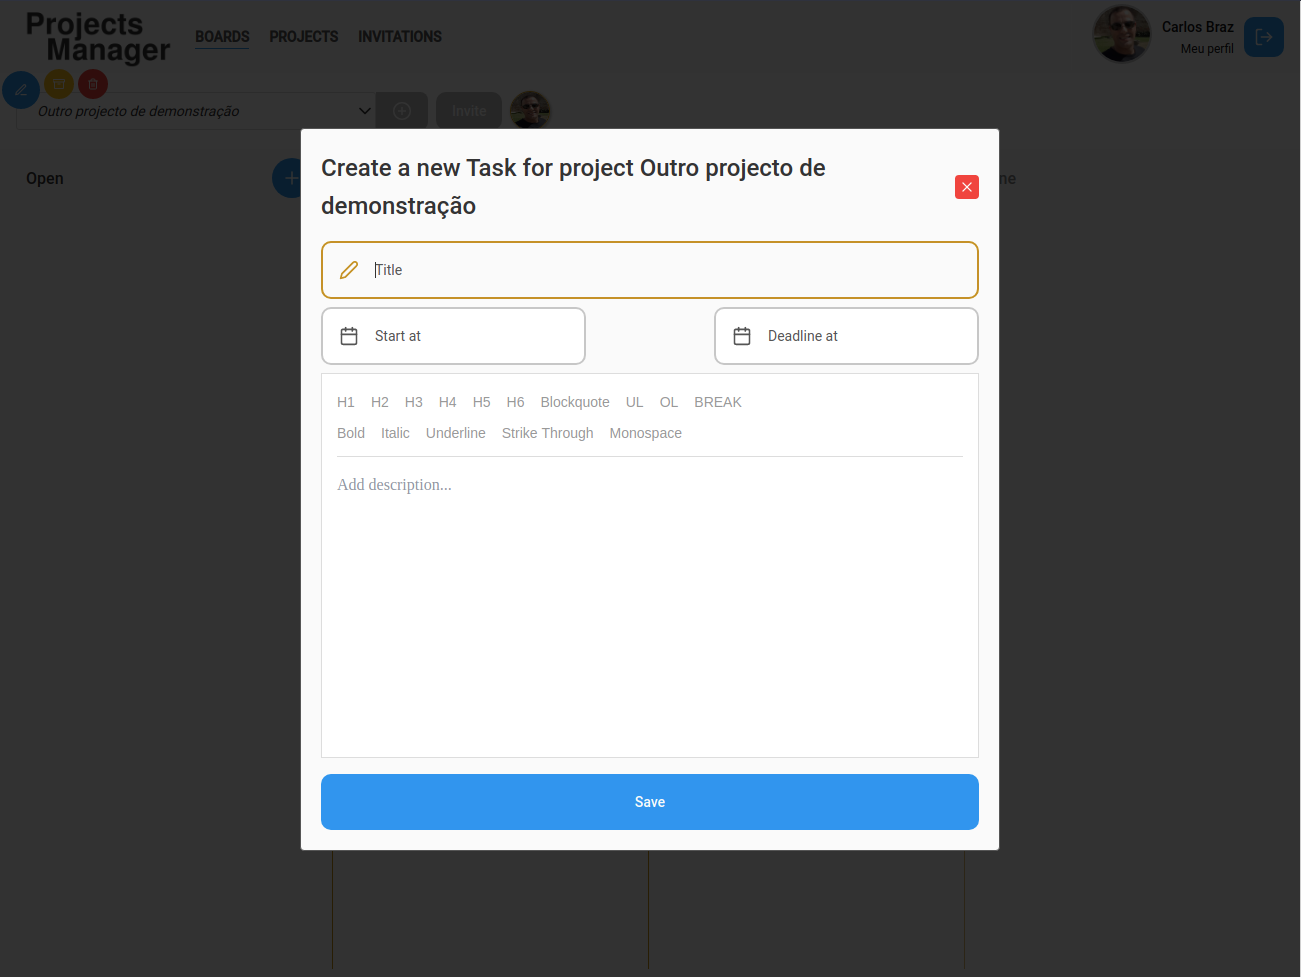 Projects
Manager
BOARDS PROJECTS INVITATIONS
Carlos Braz
Meu perfil
Outro projecto de demonstração
Invite
Open
ne
Create a new Task for project Outro projecto de
demonstração
Title
Start at
Deadline at
H1 H2 H3 H4 H5 H6 Blockquote UL OL BREAK
Bold Italic Underline Strike Through Monospace
Add description...
Save